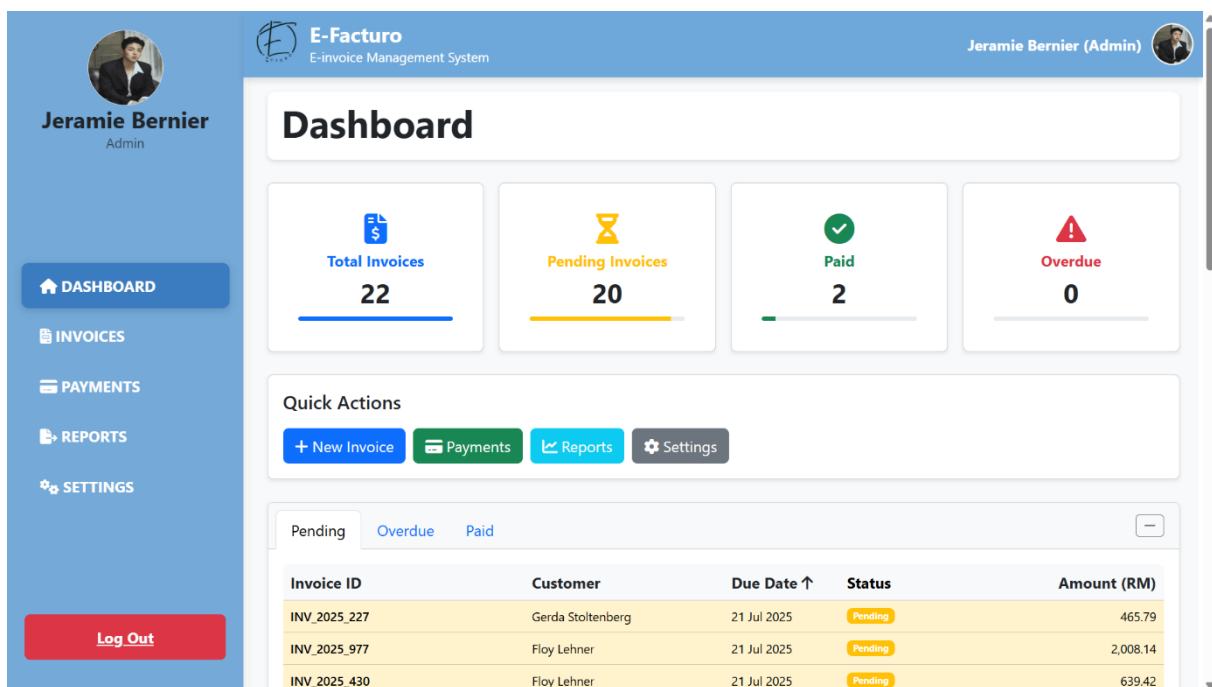 Jeramie Bernier
Admin
DASHBOARD
INVOICES
PAYMENTS
REPORTS
SETTINGS
Log Out
E-Facturo
E-invoice Management System
Jeramie Bernier (Admin)
Dashboard
Total Invoices
22
Pending Invoices
20
Paid
2
Overdue
0
Quick Actions
New Invoice Payments Reports Settings
Pending Overdue Paid
Invoice ID Customer Due Date ↑ Status Amount (RM)
INV_2025_227 Gerda Stoltenberg 21 Jul 2025 Pending 465.79
INV_2025_977 Floy Lehner 21 Jul 2025 Pending 2,008.14
INV_2025_430 Floy Lehner 21 Jul 2025 Pending 639.42